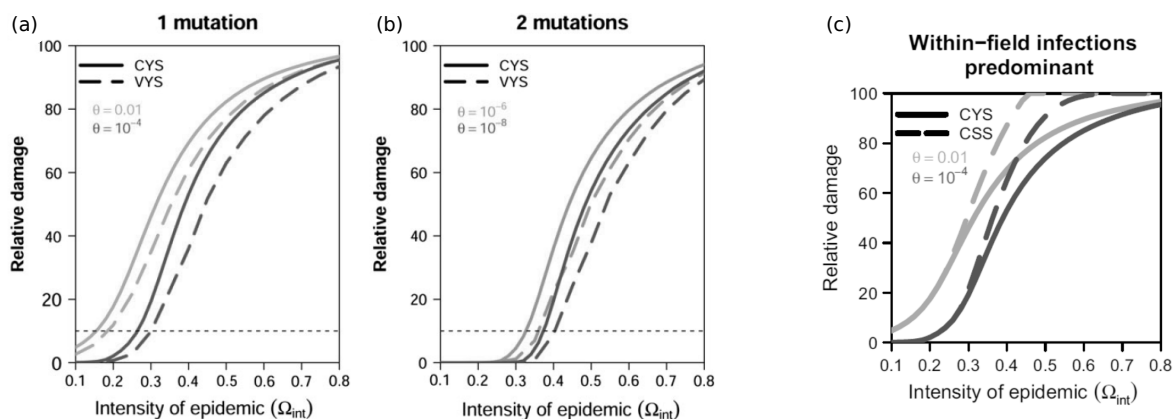 (a)
1 mutation
Relative damage
100
80
60
40
20
0
CYS
VYS
θ = 0.01
θ = 10⁻⁴
0.1 0.2 0.3 0.4 0.5 0.6 0.7 0.8
Intensity of epidemic (Ωint)
(b)
2 mutations
Relative damage
100
80
60
40
20
0
CYS
VYS
θ = 10⁻⁶
θ = 10⁻⁸
0.1 0.2 0.3 0.4 0.5 0.6 0.7 0.8
Intensity of epidemic (Ωint)
(c)
Within−field infections
predominant
Relative damage
100
80
60
40
20
0
CYS
CSS
θ = 0.01
θ = 10⁻⁴
0.1 0.2 0.3 0.4 0.5 0.6 0.7 0.8
Intensity of epidemic (Ωint)